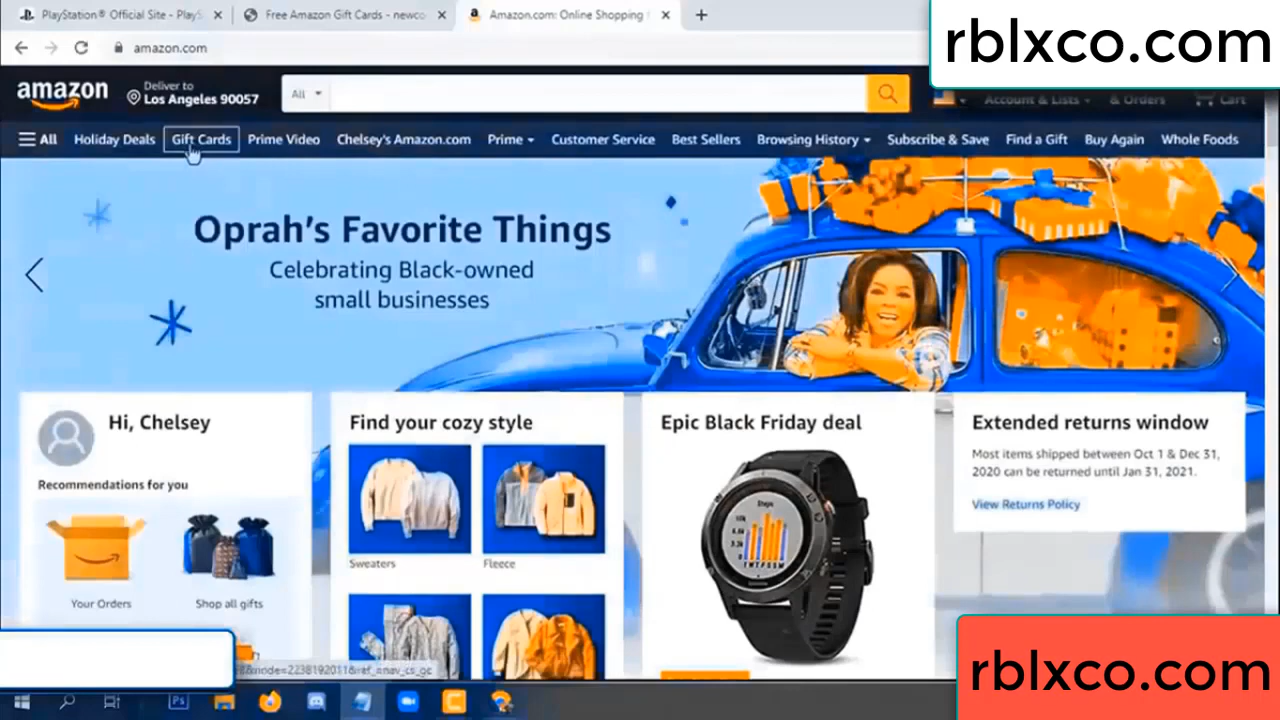 PlayStation® Official Site - PlayS
Free Amazon Gift Cards - newco
Amazon.com: Online Shopping
rblxco.com
amazon.com
amazon
Deliver to
Los Angeles 90057
All
Account & Lists
& Orders
Cart
All
Holiday Deals
Gift Cards
Prime Video
Chelsey's Amazon.com
Prime
Customer Service
Best Sellers
Browsing History
Subscribe & Save
Find a Gift
Buy Again
Whole Foods
Oprah's Favorite Things
Celebrating Black-owned
small businesses
Hi, Chelsey
Recommendations for you
Your Orders
Shop all gifts
Find your cozy style
Sweaters
Fleece
Epic Black Friday deal
Steps
Extended returns window
Most items shipped between Oct 1 & Dec 31,
2020 can be returned until Jan 31, 2021.
View Returns Policy
Ps
rblxco.com